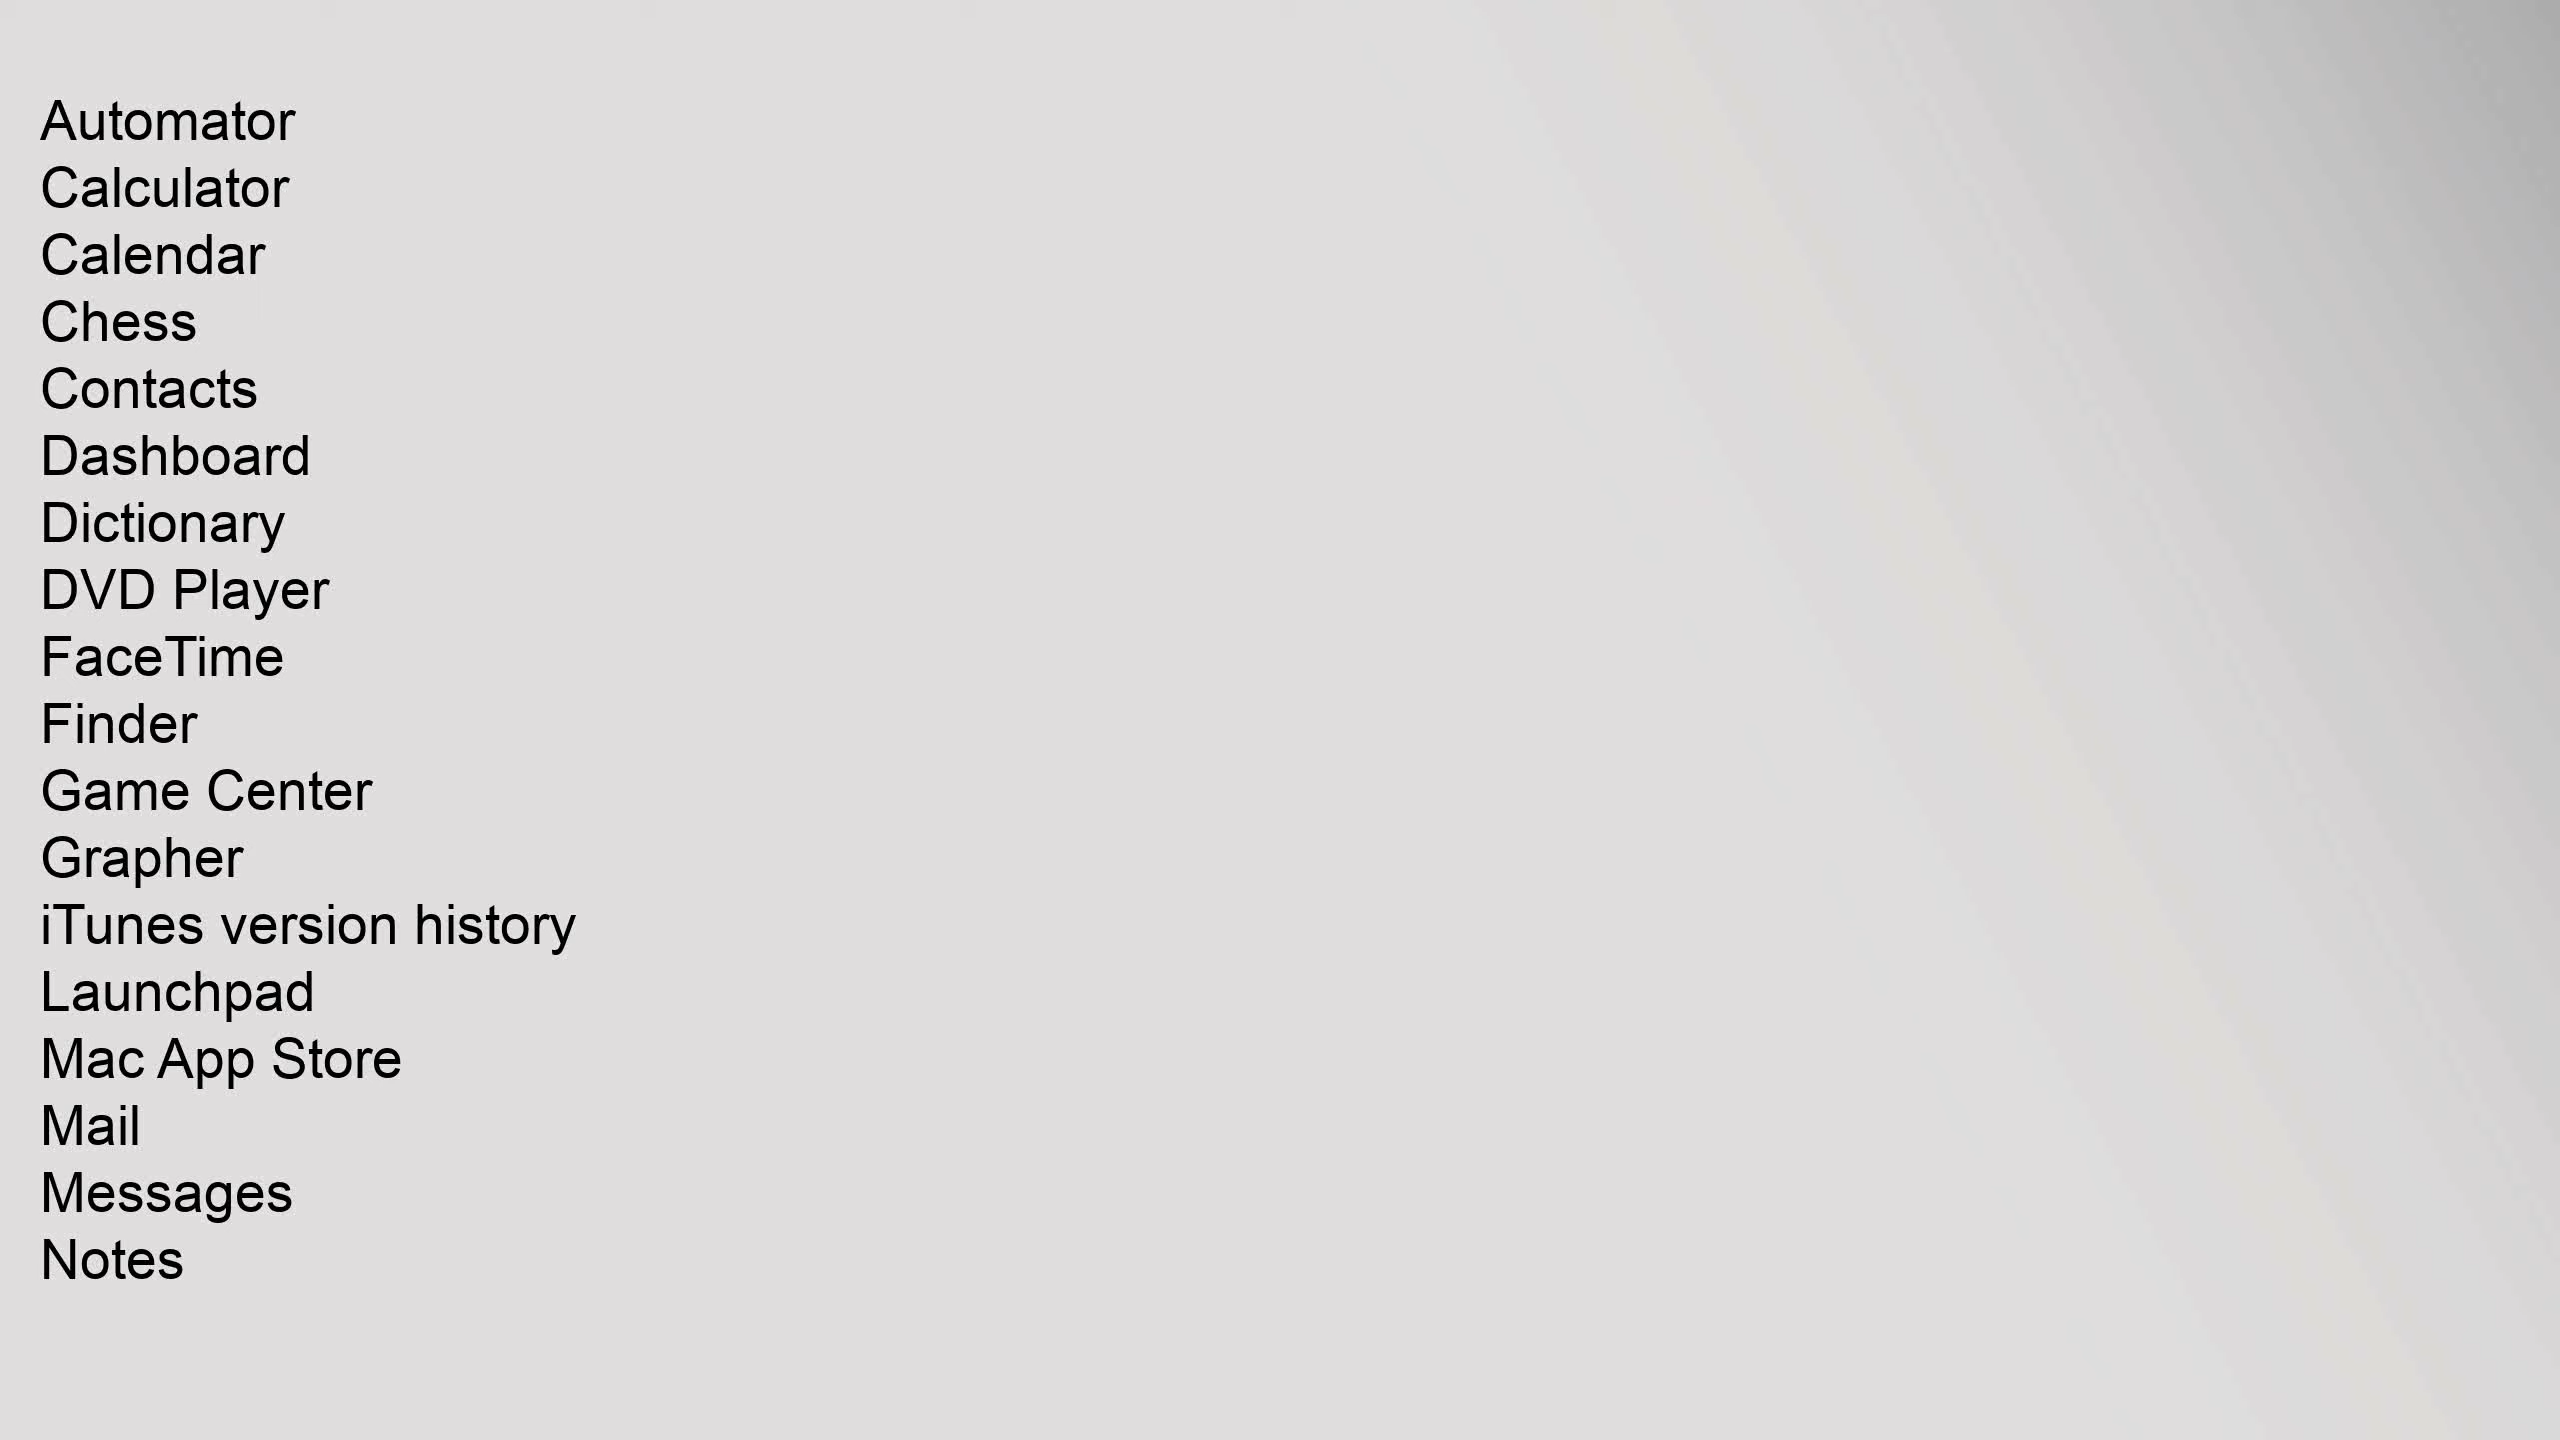 Automator
Calculator
Calendar
Chess
Contacts
Dashboard
Dictionary
DVD Player
FaceTime
Finder
Game Center
Grapher
iTunes version history
Launchpad
Mac App Store
Mail
Messages
Notes